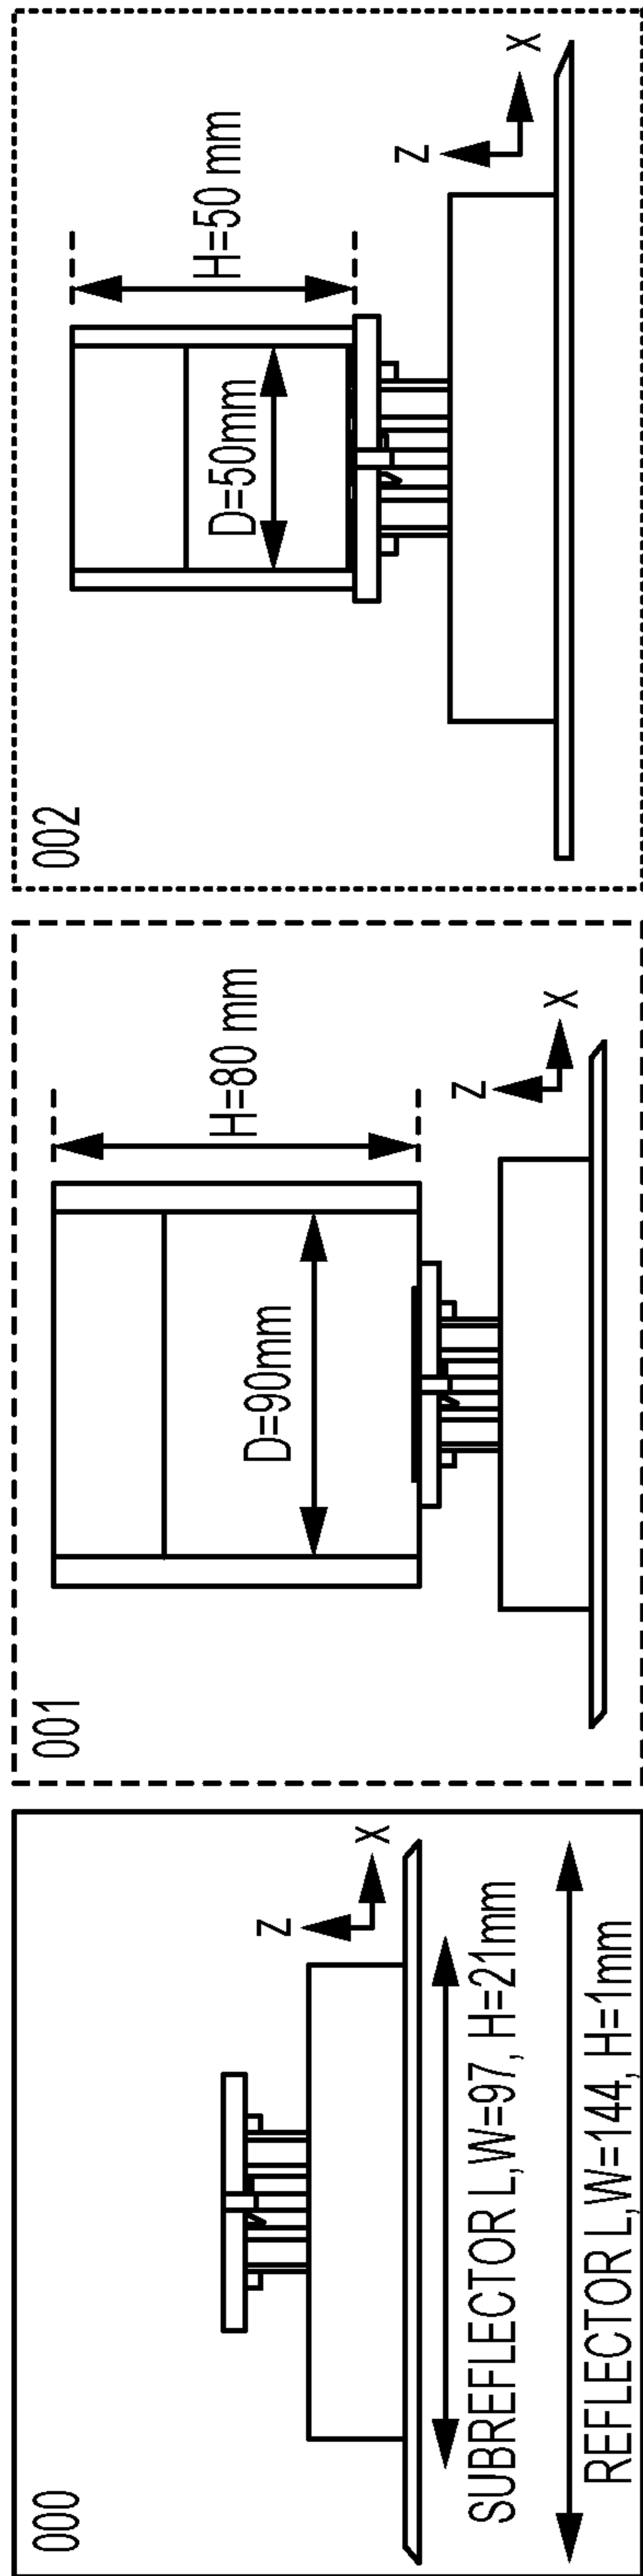 000
Z
X
SUBREFLECTOR L,W=97, H=21mm
REFLECTOR L,W=144, H=1mm
001
H=80 mm
D=90mm
Z
X
002
H=50 mm
D=50mm
Z
X